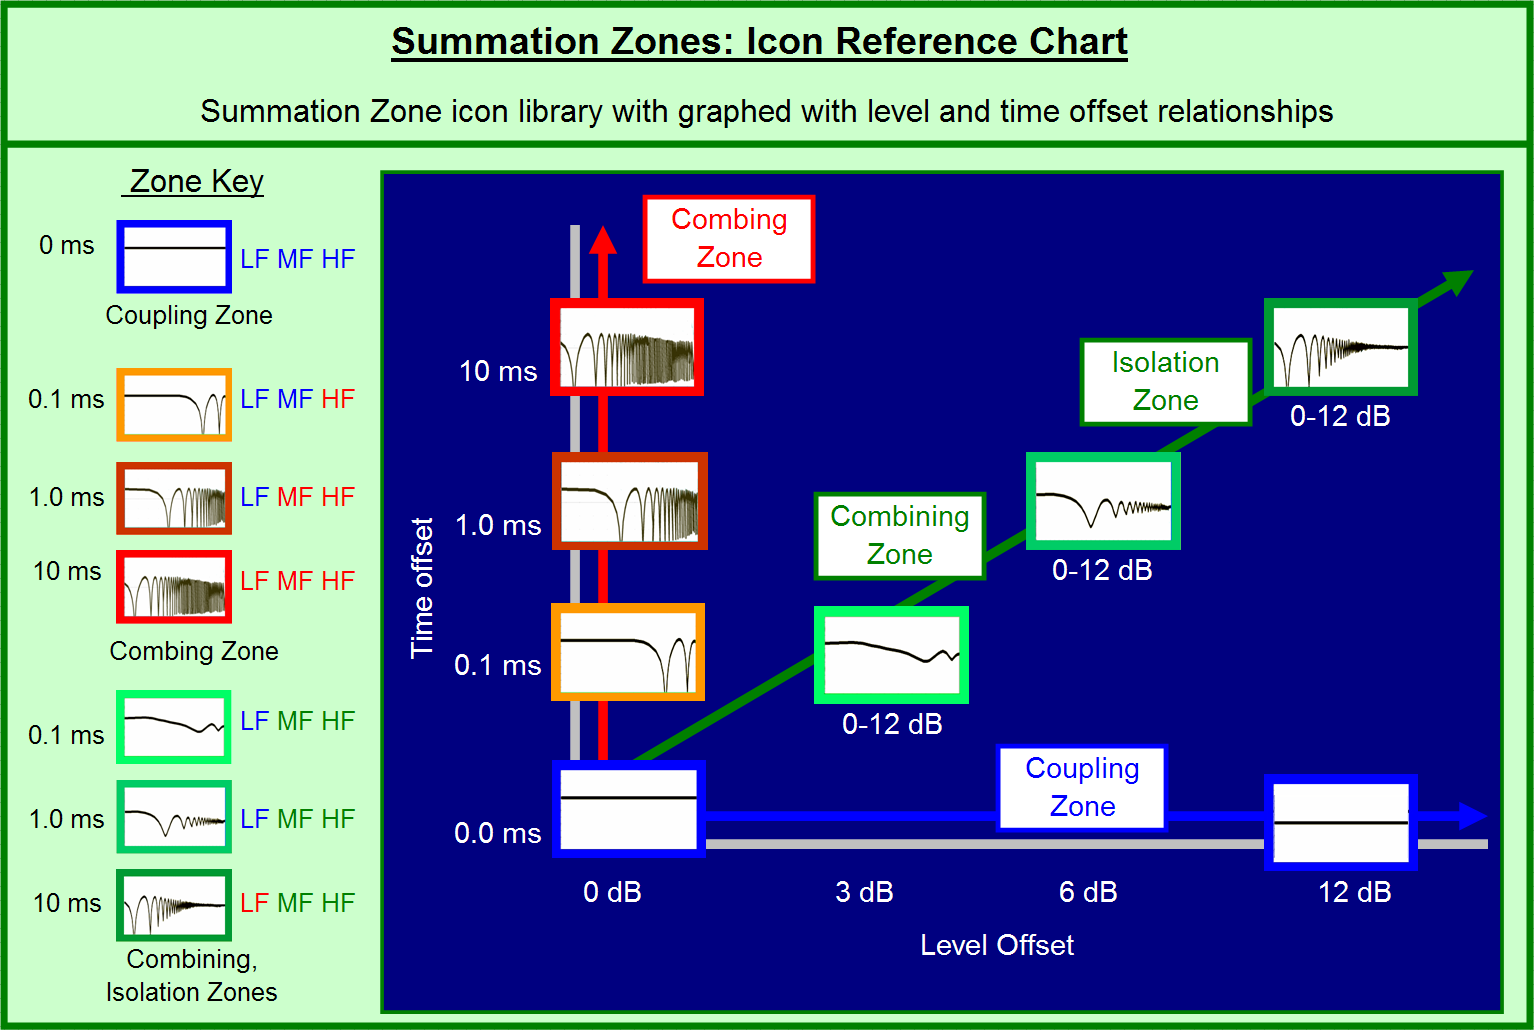 Summation Zones: Icon Reference Chart
Summation Zone icon library with graphed with level and time offset relationships
Zone Key
0 ms
LF MF HF
Coupling Zone
0.1 ms
LF MF HF
1.0 ms
LF MF HF
10 ms
LF MF HF
Combing Zone
0.1 ms
LF MF HF
1.0 ms
LF MF HF
10 ms
LF MF HF
Combining,
Isolation Zones
Combing
Zone
10 ms
Isolation
Zone
0-12 dB
Time offset
1.0 ms
Combining
Zone
0-12 dB
0.1 ms
0-12 dB
Coupling
Zone
0.0 ms
0 dB
3 dB
6 dB
12 dB
Level Offset